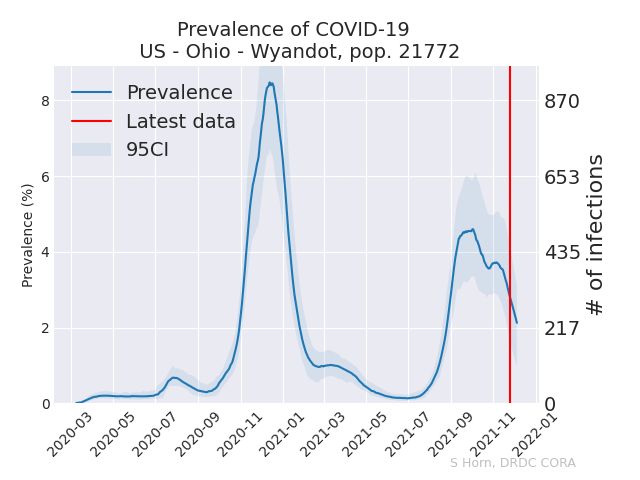 Prevalence of COVID-19
US - Ohio - Wyandot, pop. 21772
Prevalence
Latest data
95CI
Prevalence (%)
8
6
4
2
0
870
653
435
217
0
# of infections
2020-03
2020-05
2020-07
2020-09
2020-11
2021-01
2021-03
2021-05
2021-07
2021-09
2021-11
2022-01
S Horn, DRDC CORA